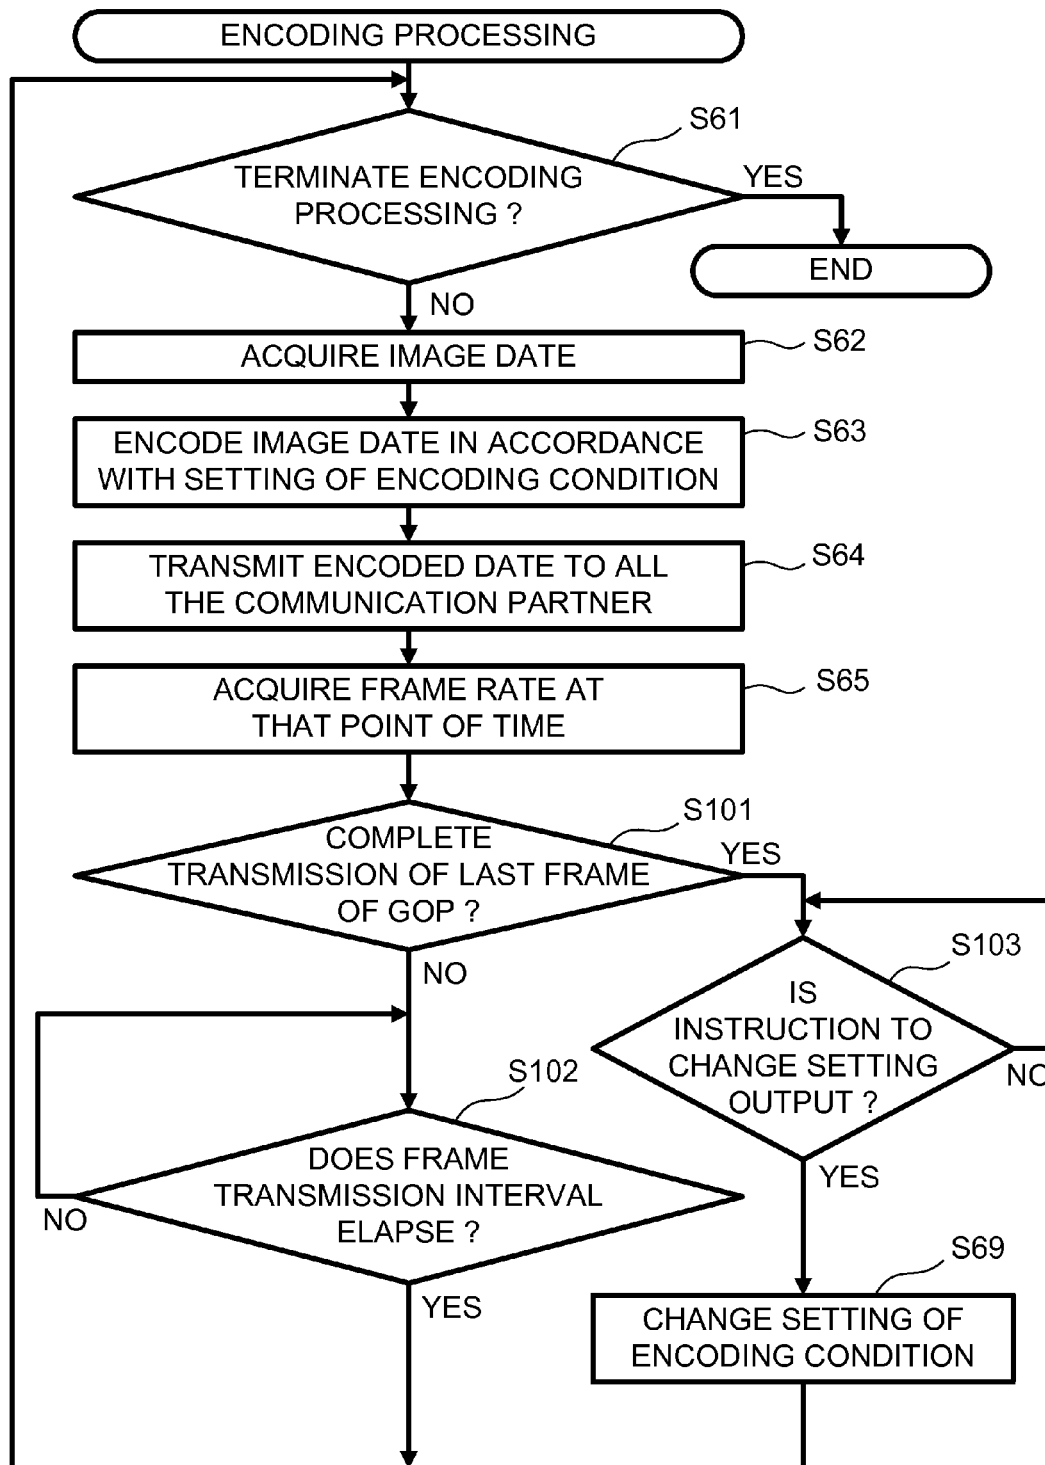 ENCODING PROCESSING
S61
TERMINATE ENCODING
PROCESSING ?
YES
END
NO
S62
ACQUIRE IMAGE DATE
S63
ENCODE IMAGE DATE IN ACCORDANCE
WITH SETTING OF ENCODING CONDITION
S64
TRANSMIT ENCODED DATE TO ALL
THE COMMUNICATION PARTNER
S65
ACQUIRE FRAME RATE AT
THAT POINT OF TIME
S101
COMPLETE
TRANSMISSION OF LAST FRAME
OF GOP ?
YES
NO
S103
IS
INSTRUCTION TO
CHANGE SETTING
OUTPUT ?
NO
YES
S102
DOES FRAME
TRANSMISSION INTERVAL
ELAPSE ?
NO
YES
S69
CHANGE SETTING OF
ENCODING CONDITION